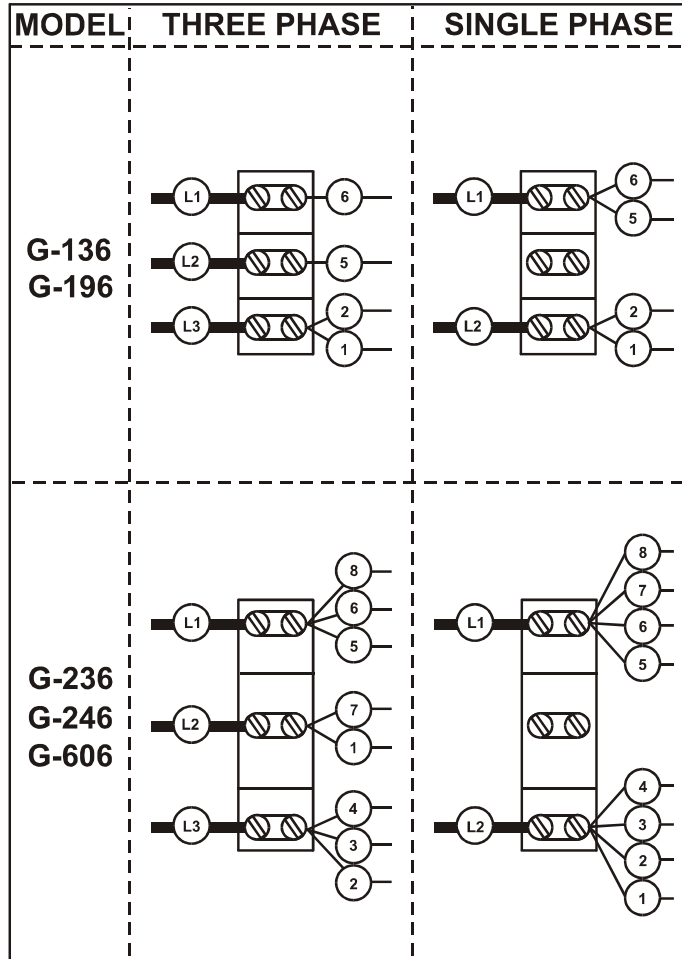 MODEL THREE PHASE SINGLE PHASE
G-136
G-196
L1 6
L2 5
L3 2
1
L1 6
5
L2 2
1
G-236
G-246
G-606
L1 8
6
5
L2 7
1
L3 4
3
2
L1 8
7
6
5
L2 4
3
2
1